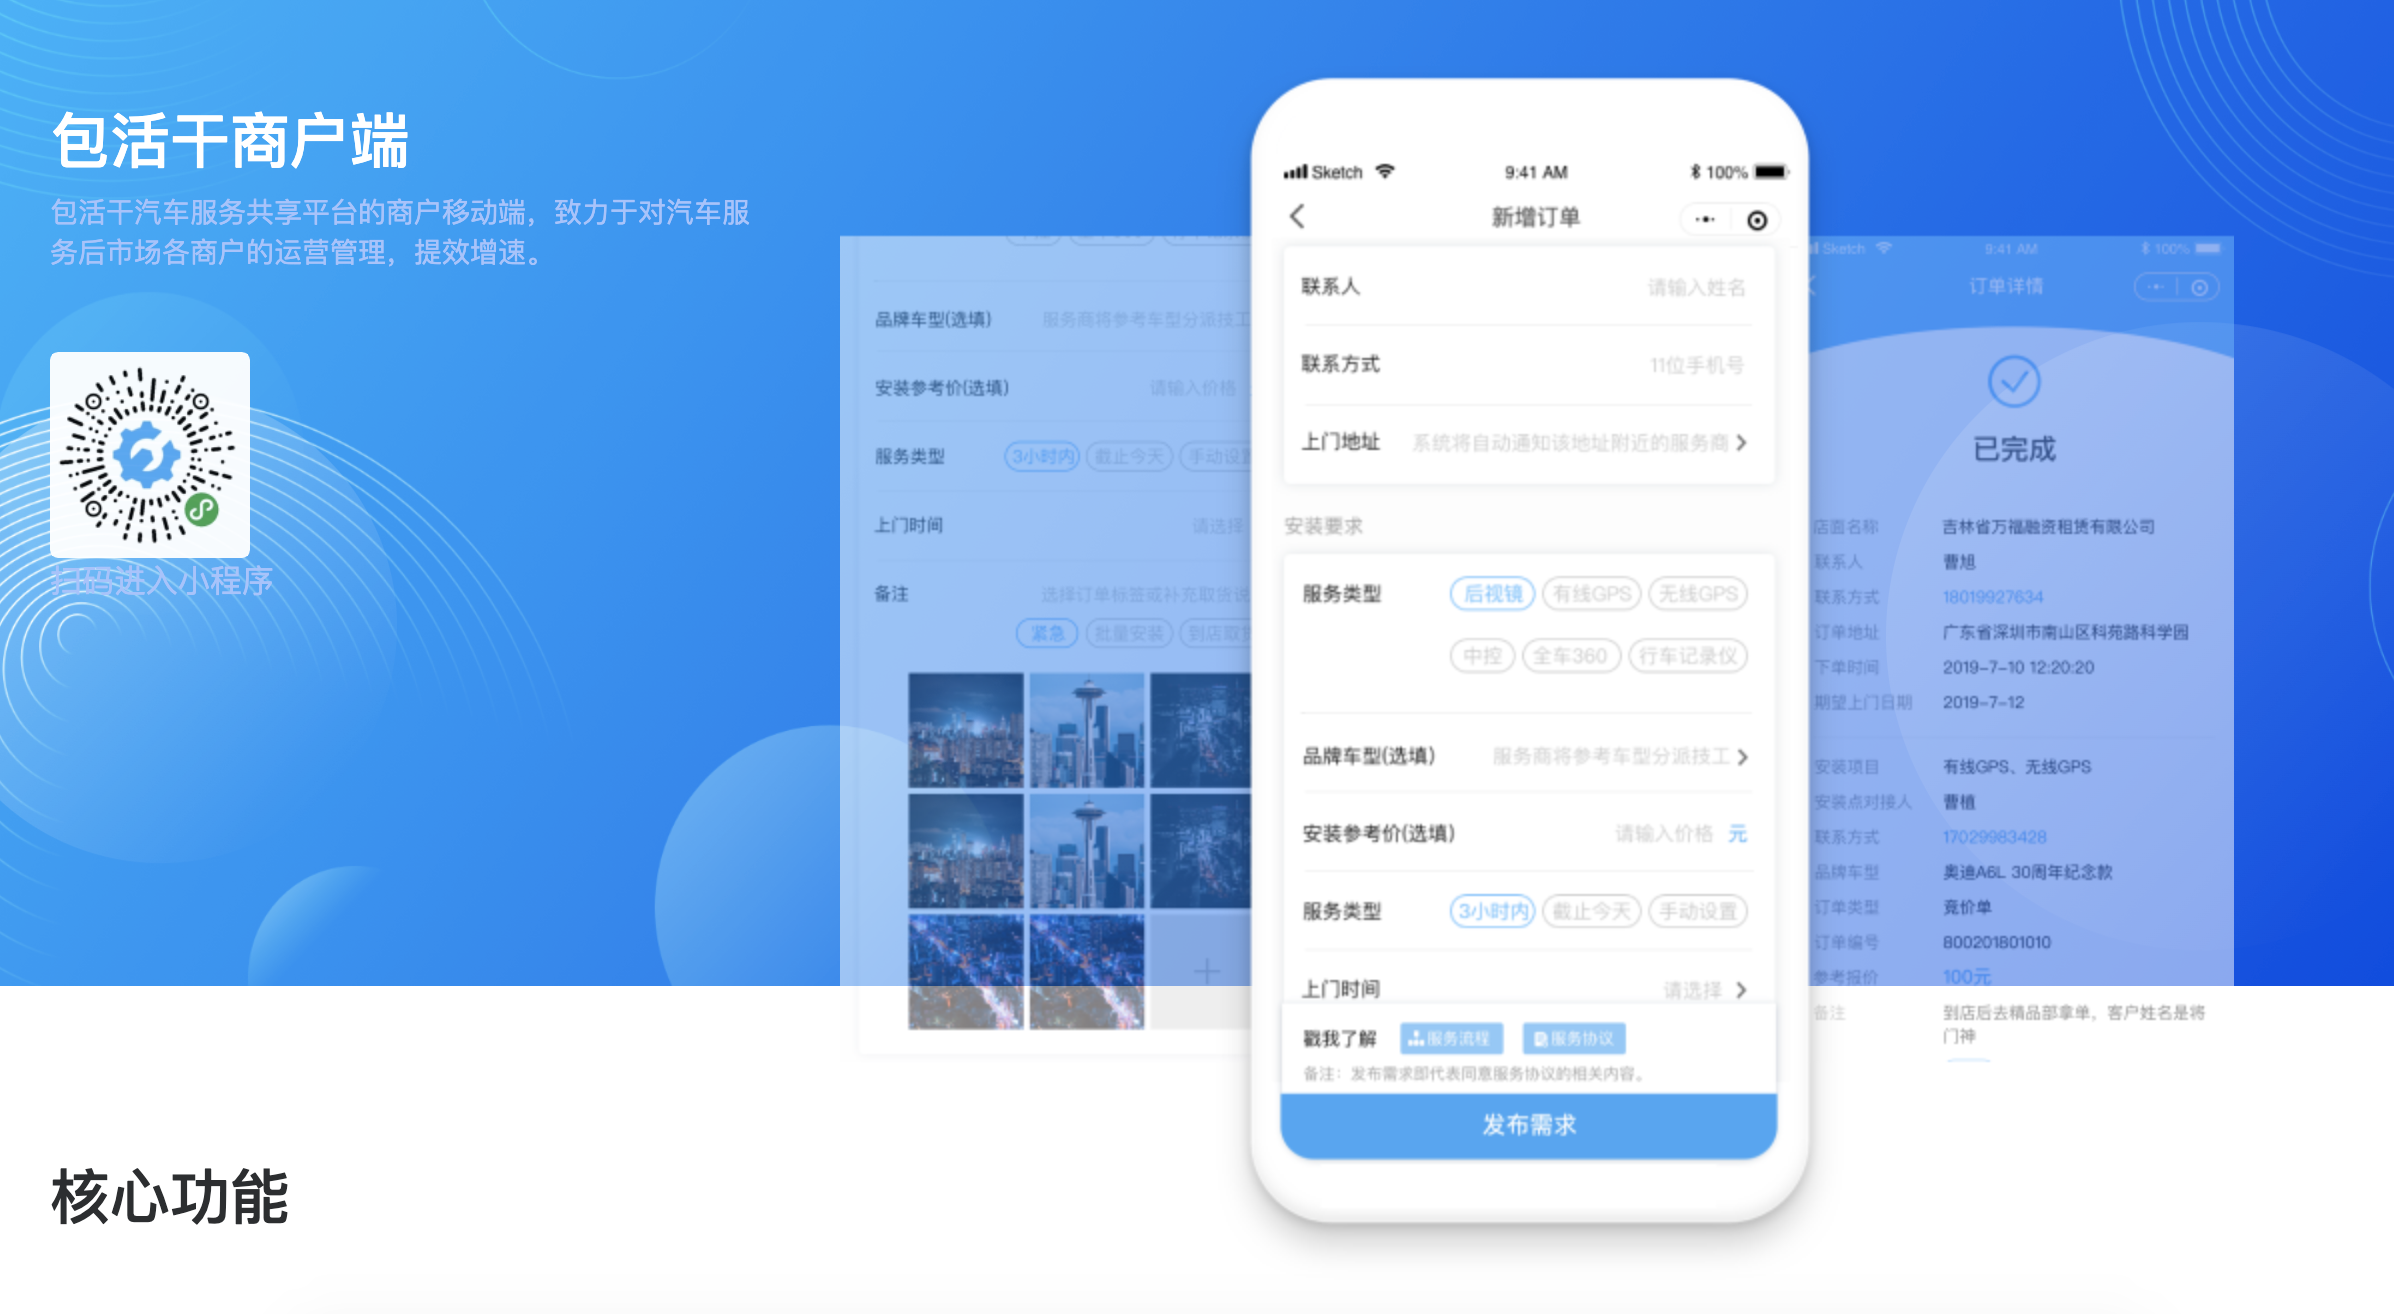 包活干商户端
包活干汽车服务共享平台的商户移动端，致力于对汽车服
务后市场各商户的运营管理，提效增速。
扫码进入小程序
品牌车型(选填) 服务商将参考车型分派技工
安装参考价(选填) 请输入价格
服务类型 3小时内 截止今天 手动设置
上门时间 请选择
备注 选择订单标签或补充取货说
紧急 批量安装 到店取货
Sketch 9:41 AM 100%
新增订单
联系人 请输入姓名
联系方式 11位手机号
上门地址 系统将自动通知该地址附近的服务商
安装要求
服务类型 后视镜 有线GPS 无线GPS
中控 全车360 行车记录仪
品牌车型(选填) 服务商将参考车型分派技工
安装参考价(选填) 请输入价格 元
服务类型 3小时内 截止今天 手动设置
上门时间 请选择
戳我了解 服务流程 服务协议
备注：发布需求即代表同意服务协议的相关内容。
发布需求
Sketch 9:41 AM 100%
订单详情
已完成
店面名称 吉林省万福融资租赁有限公司
联系人 曹旭
联系方式 18019927634
订单地址 广东省深圳市南山区科苑路科学园
下单时间 2019-7-10 12:20:20
期望上门日期 2019-7-12
安装项目 有线GPS、无线GPS
安装点对接人 曹植
联系方式 17029983428
品牌车型 奥迪A6L 30周年纪念款
订单类型 竞价单
订单编号 800201801010
参考报价 100元
备注 到店后去精品部拿单，客户姓名是将
门神
核心功能